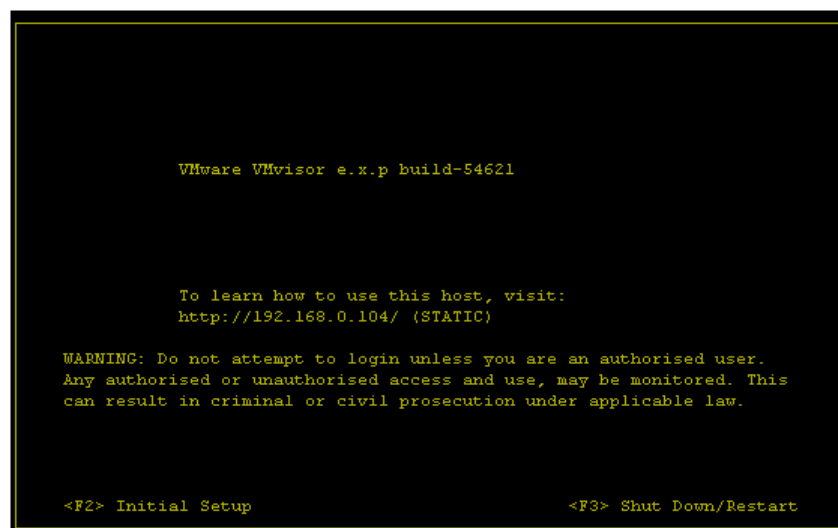 VMware VMvisor e.x.p build-54621
To learn how to use this host, visit:
http://192.168.0.104/ (STATIC)
WARNING: Do not attempt to login unless you are an authorised user.
Any authorised or unauthorised access and use, may be monitored. This
can result in criminal or civil prosecution under applicable law.
<F2> Initial Setup <F3> Shut Down/Restart